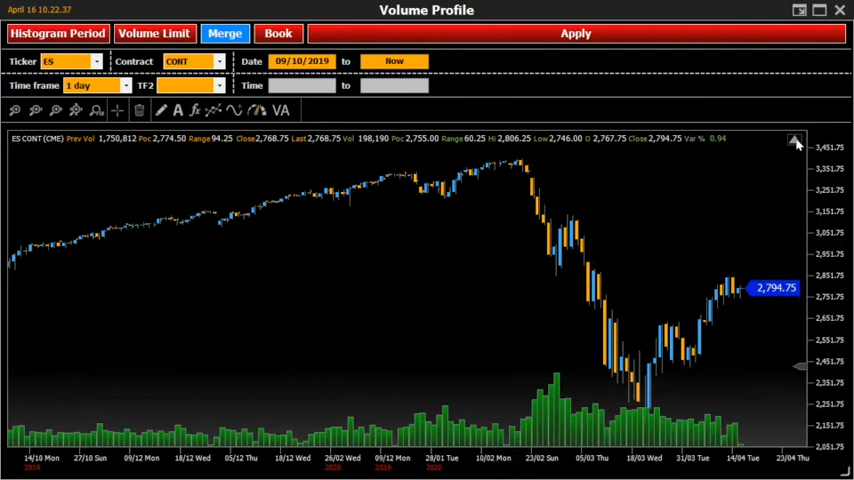 April 16 10.22.37
Volume Profile
Histogram Period Volume Limit Merge Book Apply
Ticker ES Contract CONT Date 09/10/2019 to Now
Time frame 1 day TF2 Time to
A fx VA
ES CONT (CME) Prev Vol 1,750,812 Poc 2,774.50 Range 94.25 Close 2,768.75 Last 2,768.75 Vol 198,190 Poc 2,755.00 Range 60.25 Hi 2,806.25 Low 2,746.00 O 2,767.75 Close 2,794.75 Var % 0.94
3,451.75
3,351.75
3,251.75
3,151.75
3,051.75
2,951.75
2,851.75
2,794.75
2,751.75
2,651.75
2,551.75
2,451.75
2,351.75
2,251.75
2,151.75
2,051.75
14/10 Mon 27/10 Sun 09/12 Mon 18/12 Wed 05/12 Thu 18/12 Wed 26/02 Wed 09/12 Mon 28/01 Tue 10/02 Mon 23/02 Sun 05/03 Thu 18/03 Wed 31/03 Tue 14/04 Tue 23/04 Thu
2019 2020 2019 2020